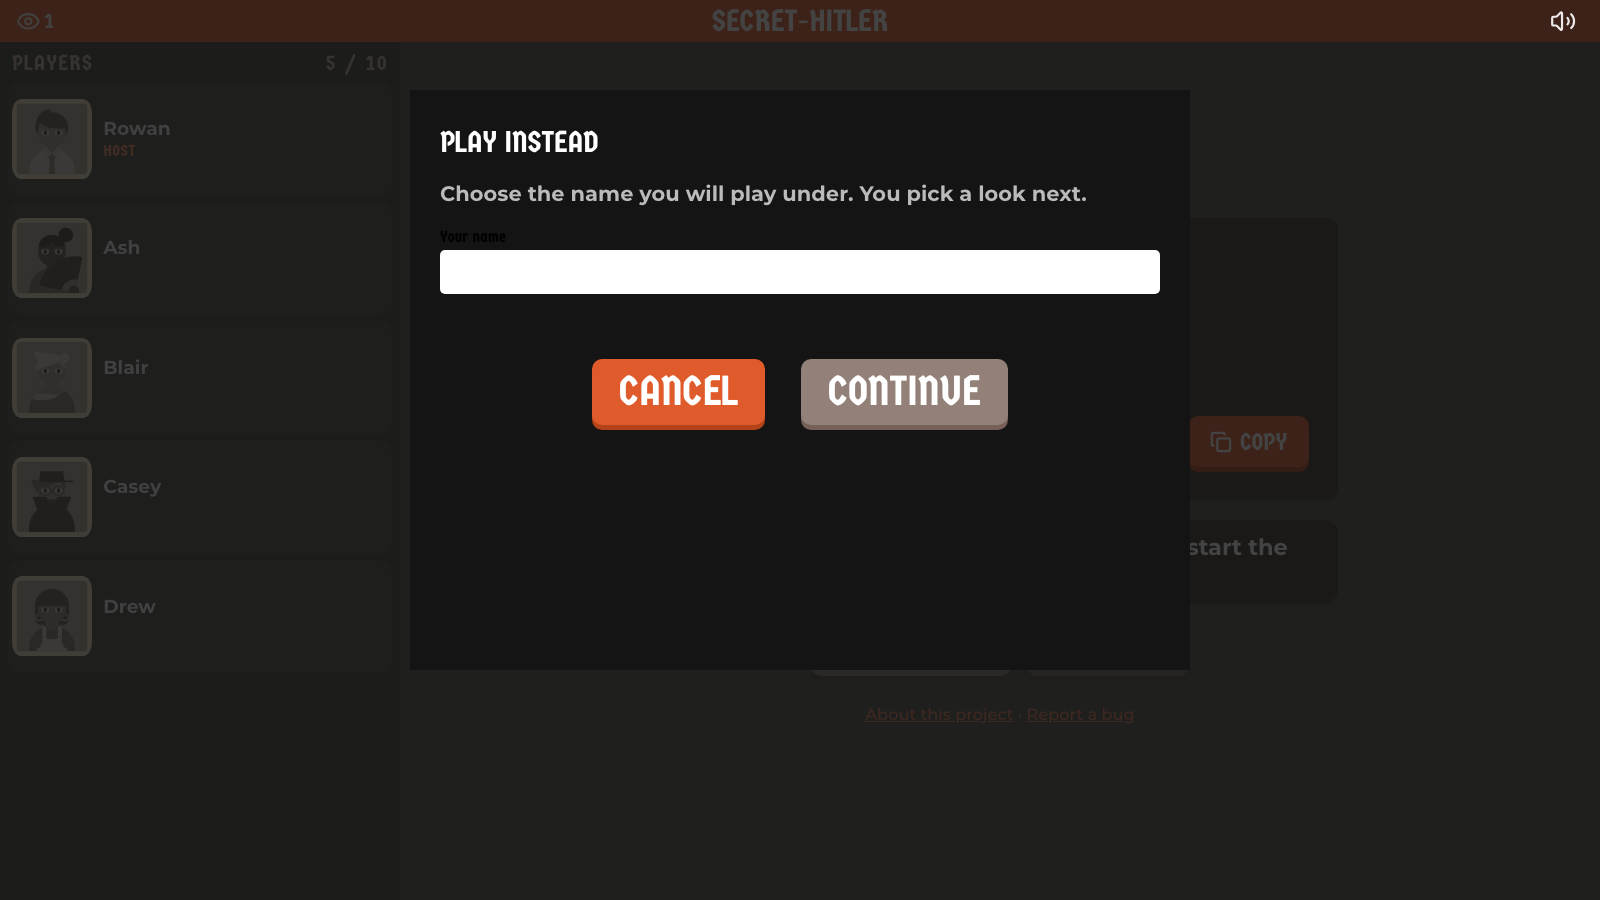 1
SECRET-HITLER
PLAYERS 5 / 10
Rowan
HOST
Ash
Blair
Casey
Drew
PLAY INSTEAD
Choose the name you will play under. You pick a look next.
Your name
CANCEL
CONTINUE
COPY
start the
About this project · Report a bug